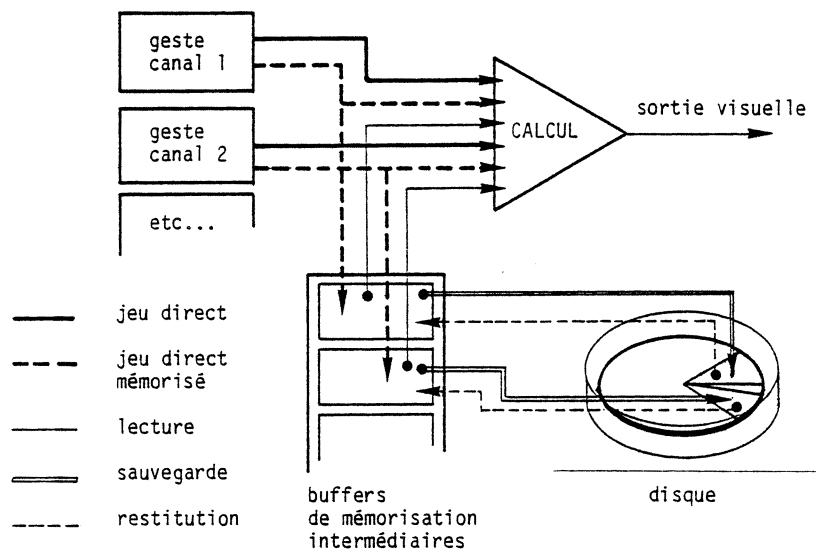 geste
canal 1
geste
canal 2
etc...
CALCUL
sortie visuelle
jeu direct
jeu direct
mémorisé
lecture
sauvegarde
restitution
buffers
de mémorisation
intermédiaires
disque